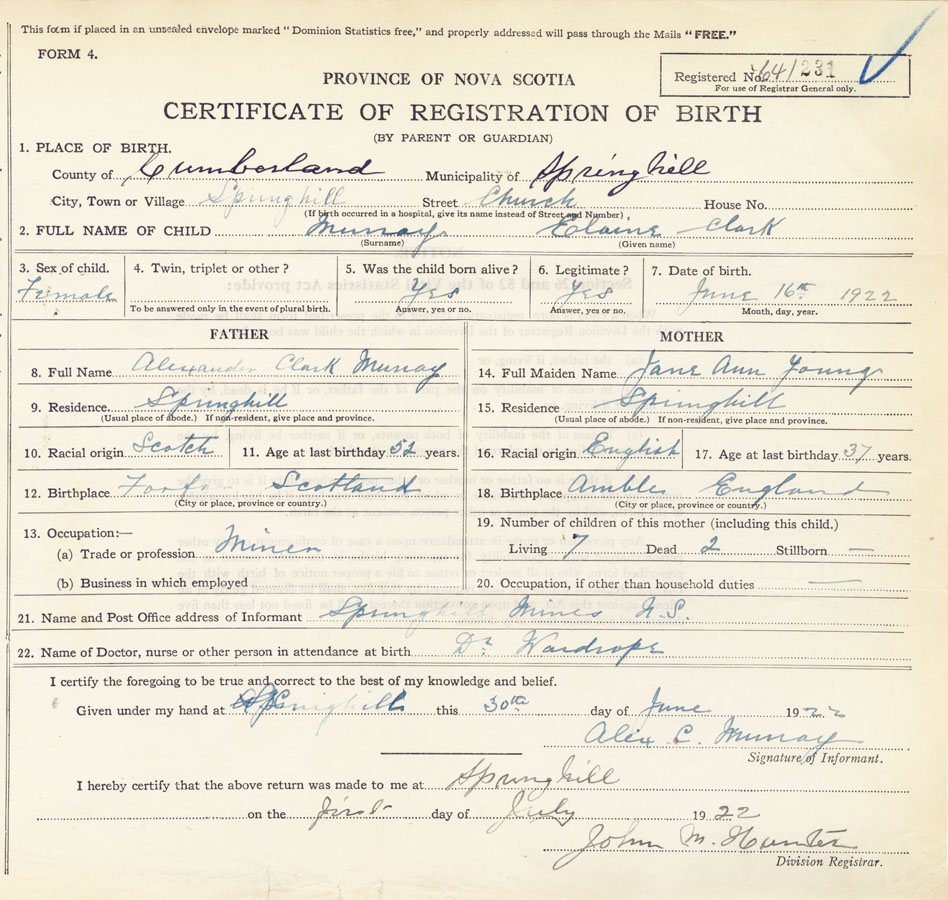 This form if placed in an unsealed envelope marked "Dominion Statistics free," and properly addressed will pass through the Mails "FREE."
FORM 4.
Registered No. 64/231
For use of Registrar General only.
PROVINCE OF NOVA SCOTIA
CERTIFICATE OF REGISTRATION OF BIRTH
(BY PARENT OR GUARDIAN)
1. PLACE OF BIRTH.
County of Cumberland Municipality of Springhill
City, Town or Village Springhill Street Church House No.
(If birth occurred in a hospital, give its name instead of Street and Number)
2. FULL NAME OF CHILD Murray Elaine Clark
(Surname) (Given name)
3. Sex of child. 4. Twin, triplet or other? 5. Was the child born alive? 6. Legitimate? 7. Date of birth.
Female Yes Yes June 16th 1922
To be answered only in the event of plural birth. Answer, yes or no. Answer, yes or no. Month, day, year.
FATHER
8. Full Name Alexander Clark Murray
9. Residence. Springhill
(Usual place of abode.) If non-resident, give place and province.
10. Racial origin Scotch 11. Age at last birthday 52 years.
12. Birthplace Scotland
(City or place, province or country.)
13. Occupation:—
(a) Trade or profession Miner
(b) Business in which employed
MOTHER
14. Full Maiden Name Jane Ann Young
15. Residence Springhill
(Usual place of abode.) If non-resident, give place and province.
16. Racial origin English 17. Age at last birthday 37 years.
18. Birthplace Amble England
(City or place, province or country.)
19. Number of children of this mother (including this child.)
Living 7 Dead 2 Stillborn —
20. Occupation, if other than household duties —
21. Name and Post Office address of Informant Springhill Mines N.S.
22. Name of Doctor, nurse or other person in attendance at birth Dr. Wardrope
I certify the foregoing to be true and correct to the best of my knowledge and belief.
Given under my hand at Springhill this 30th day of June 1922
Alex C. Murray
Signature of Informant.
I hereby certify that the above return was made to me at Springhill
on the first day of July 1922
John M. Hunter
Division Registrar.